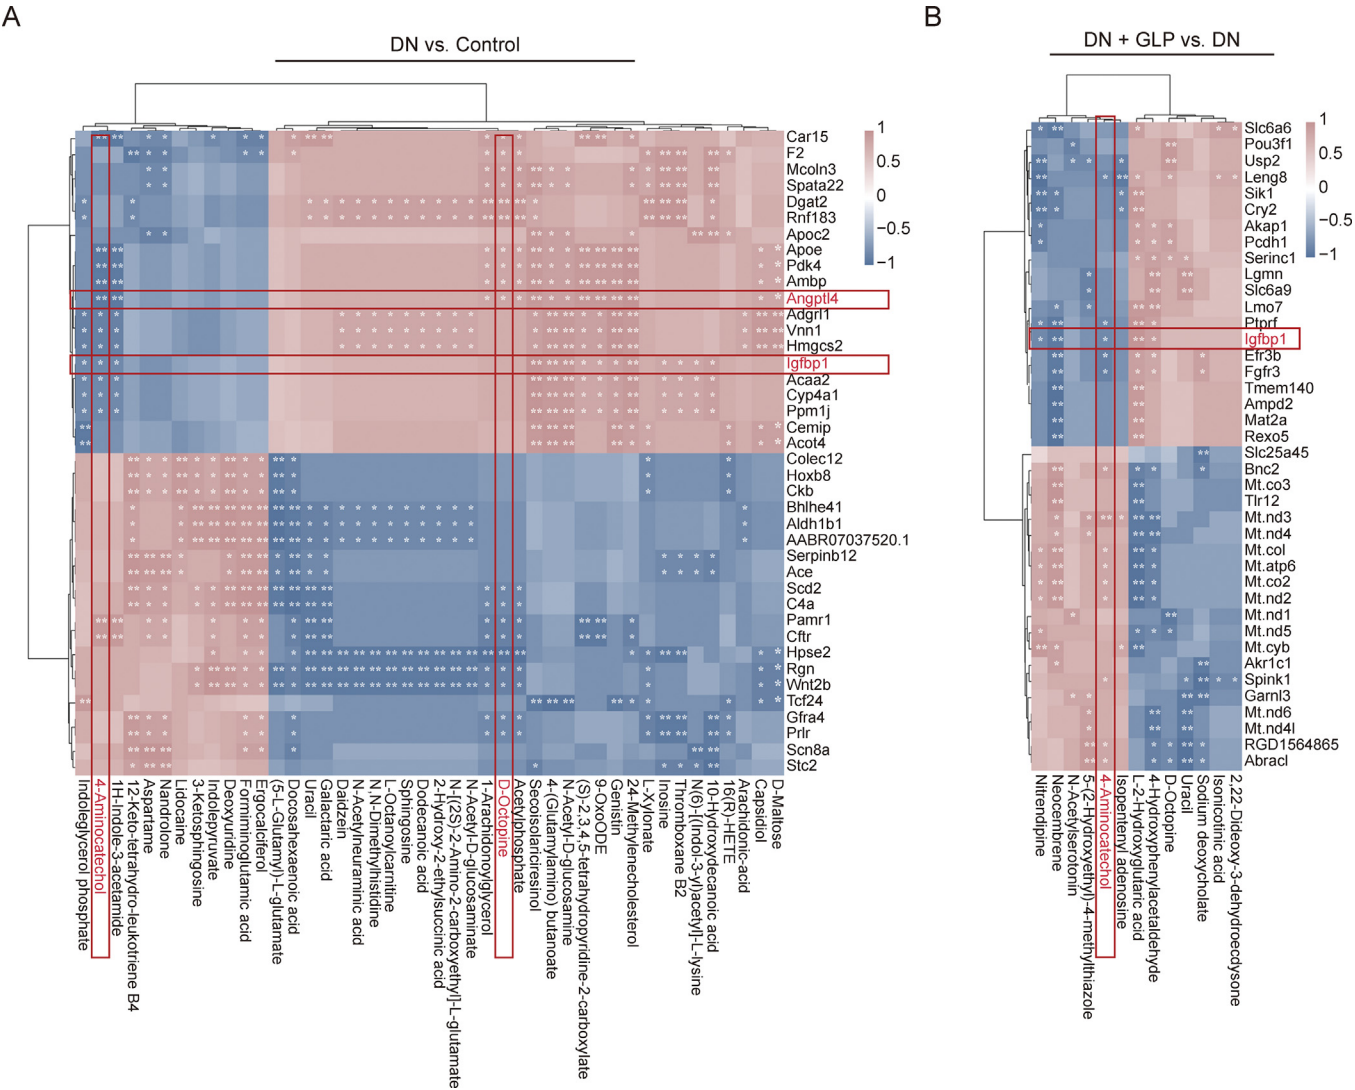 A
DN vs. Control
Car15
F2
Mcoln3
Spata22
Dgat2
Rnf183
Apoc2
Apoe
Pdk4
Ambp
Angptl4
Adgrl1
Vnn1
Hmgcs2
Igfbp1
Acaa2
Cyp4a1
Ppm1j
Cemip
Acot4
Colec12
Hoxb8
Ckb
Bhlhe41
Aldh1b1
AABR07037520.1
Serpinb12
Ace
Scd2
C4a
Pamr1
Cftr
Hpse2
Rgn
Wnt2b
Tcf24
Gfra4
Prlr
Scn8a
Stc2
1
0.5
0
−0.5
−1
Indoleglycerol phosphate
4-Aminocatechol
1H-Indole-3-acetamide
12-Keto-tetrahydro-leukotriene B4
Aspartame
Nandrolone
Lidocaine
3-Ketosphingosine
Indolepyruvate
Deoxyuridine
Formiminoglutamic acid
Ergocalciferol
(5-L-Glutamyl)-L-glutamate
Docosahexaenoic acid
Uracil
Galactaric acid
Daidzein
N-Acetylneuraminic acid
N,N-Dimethylhistidine
L-Octanoylcarnitine
Sphingosine
Dodecanoic acid
2-Hydroxy-2-ethylsuccinic acid
N-[(2S)-2-Amino-2-carboxyethyl]-L-glutamate
N-Acetyl-D-glucosaminate
1-Arachidonoylglycerol
D-Octopine
Acetylphosphate
Secoisolariciresinol
4-(Glutamylamino) butanoate
N-Acetyl-D-glucosamine
(S)-2,3,4,5-tetrahydropyridine-2-carboxylate
9-OxoODE
Genistin
24-Methylenecholesterol
L-Xylonate
Inosine
Thromboxane B2
N(6)-[(Indol-3-yl)acetyl]-L-lysine
10-Hydroxydecanoic acid
16(R)-HETE
Arachidonic-acid
Capsidiol
D-Maltose
B
DN + GLP vs. DN
Slc6a6
Pou3f1
Usp2
Leng8
Sik1
Cry2
Akap1
Pcdh1
Serinc1
Lgmn
Slc6a9
Lmo7
Ptprf
Igfbp1
Efr3b
Fgfr3
Tmem140
Ampd2
Mat2a
Rexo5
Slc25a45
Bnc2
Mt.co3
Tlr12
Mt.nd3
Mt.nd4
Mt.col
Mt.atp6
Mt.co2
Mt.nd2
Mt.nd1
Mt.nd5
Mt.cyb
Akr1c1
Spink1
Garnl3
Mt.nd6
Mt.nd4l
RGD1564865
Abracl
1
0.5
0
−0.5
−1
Nitrendipine
Neocembrene
N-Acetylserotonin
5-(2-Hydroxyethyl)-4-methylthiazole
4-Aminocatechol
Isopentenyl adenosine
L-2-Hydroxyglutaric acid
4-Hydroxyphenylacetaldehyde
D-Octopine
Uracil
Sodium deoxycholate
Isonicotinic acid
2,22-Dideoxy-3-dehydroecdysone